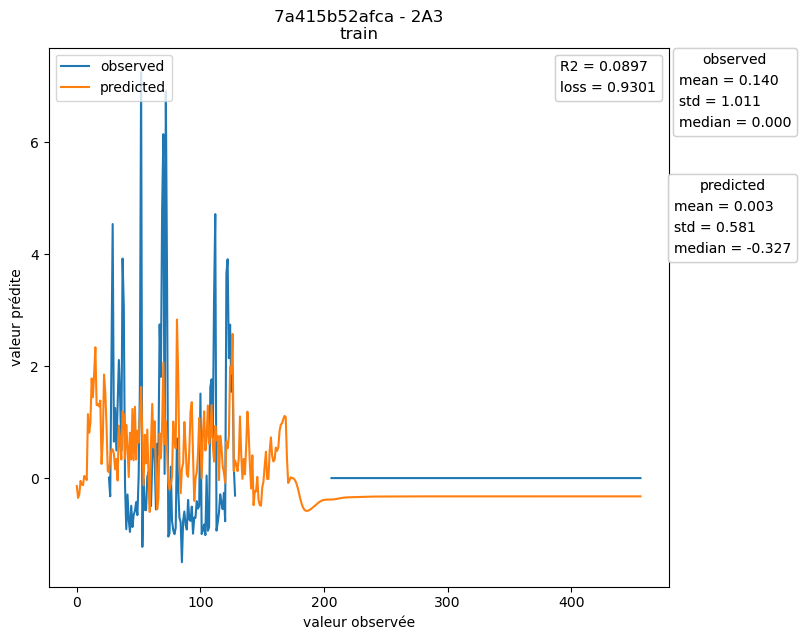 7a415b52afca - 2A3
train
observed
predicted
R2 = 0.0897
loss = 0.9301
observed
mean = 0.140
std = 1.011
median = 0.000
predicted
mean = 0.003
std = 0.581
median = -0.327
6
4
2
0
valeur prédite
0
100
200
300
400
valeur observée